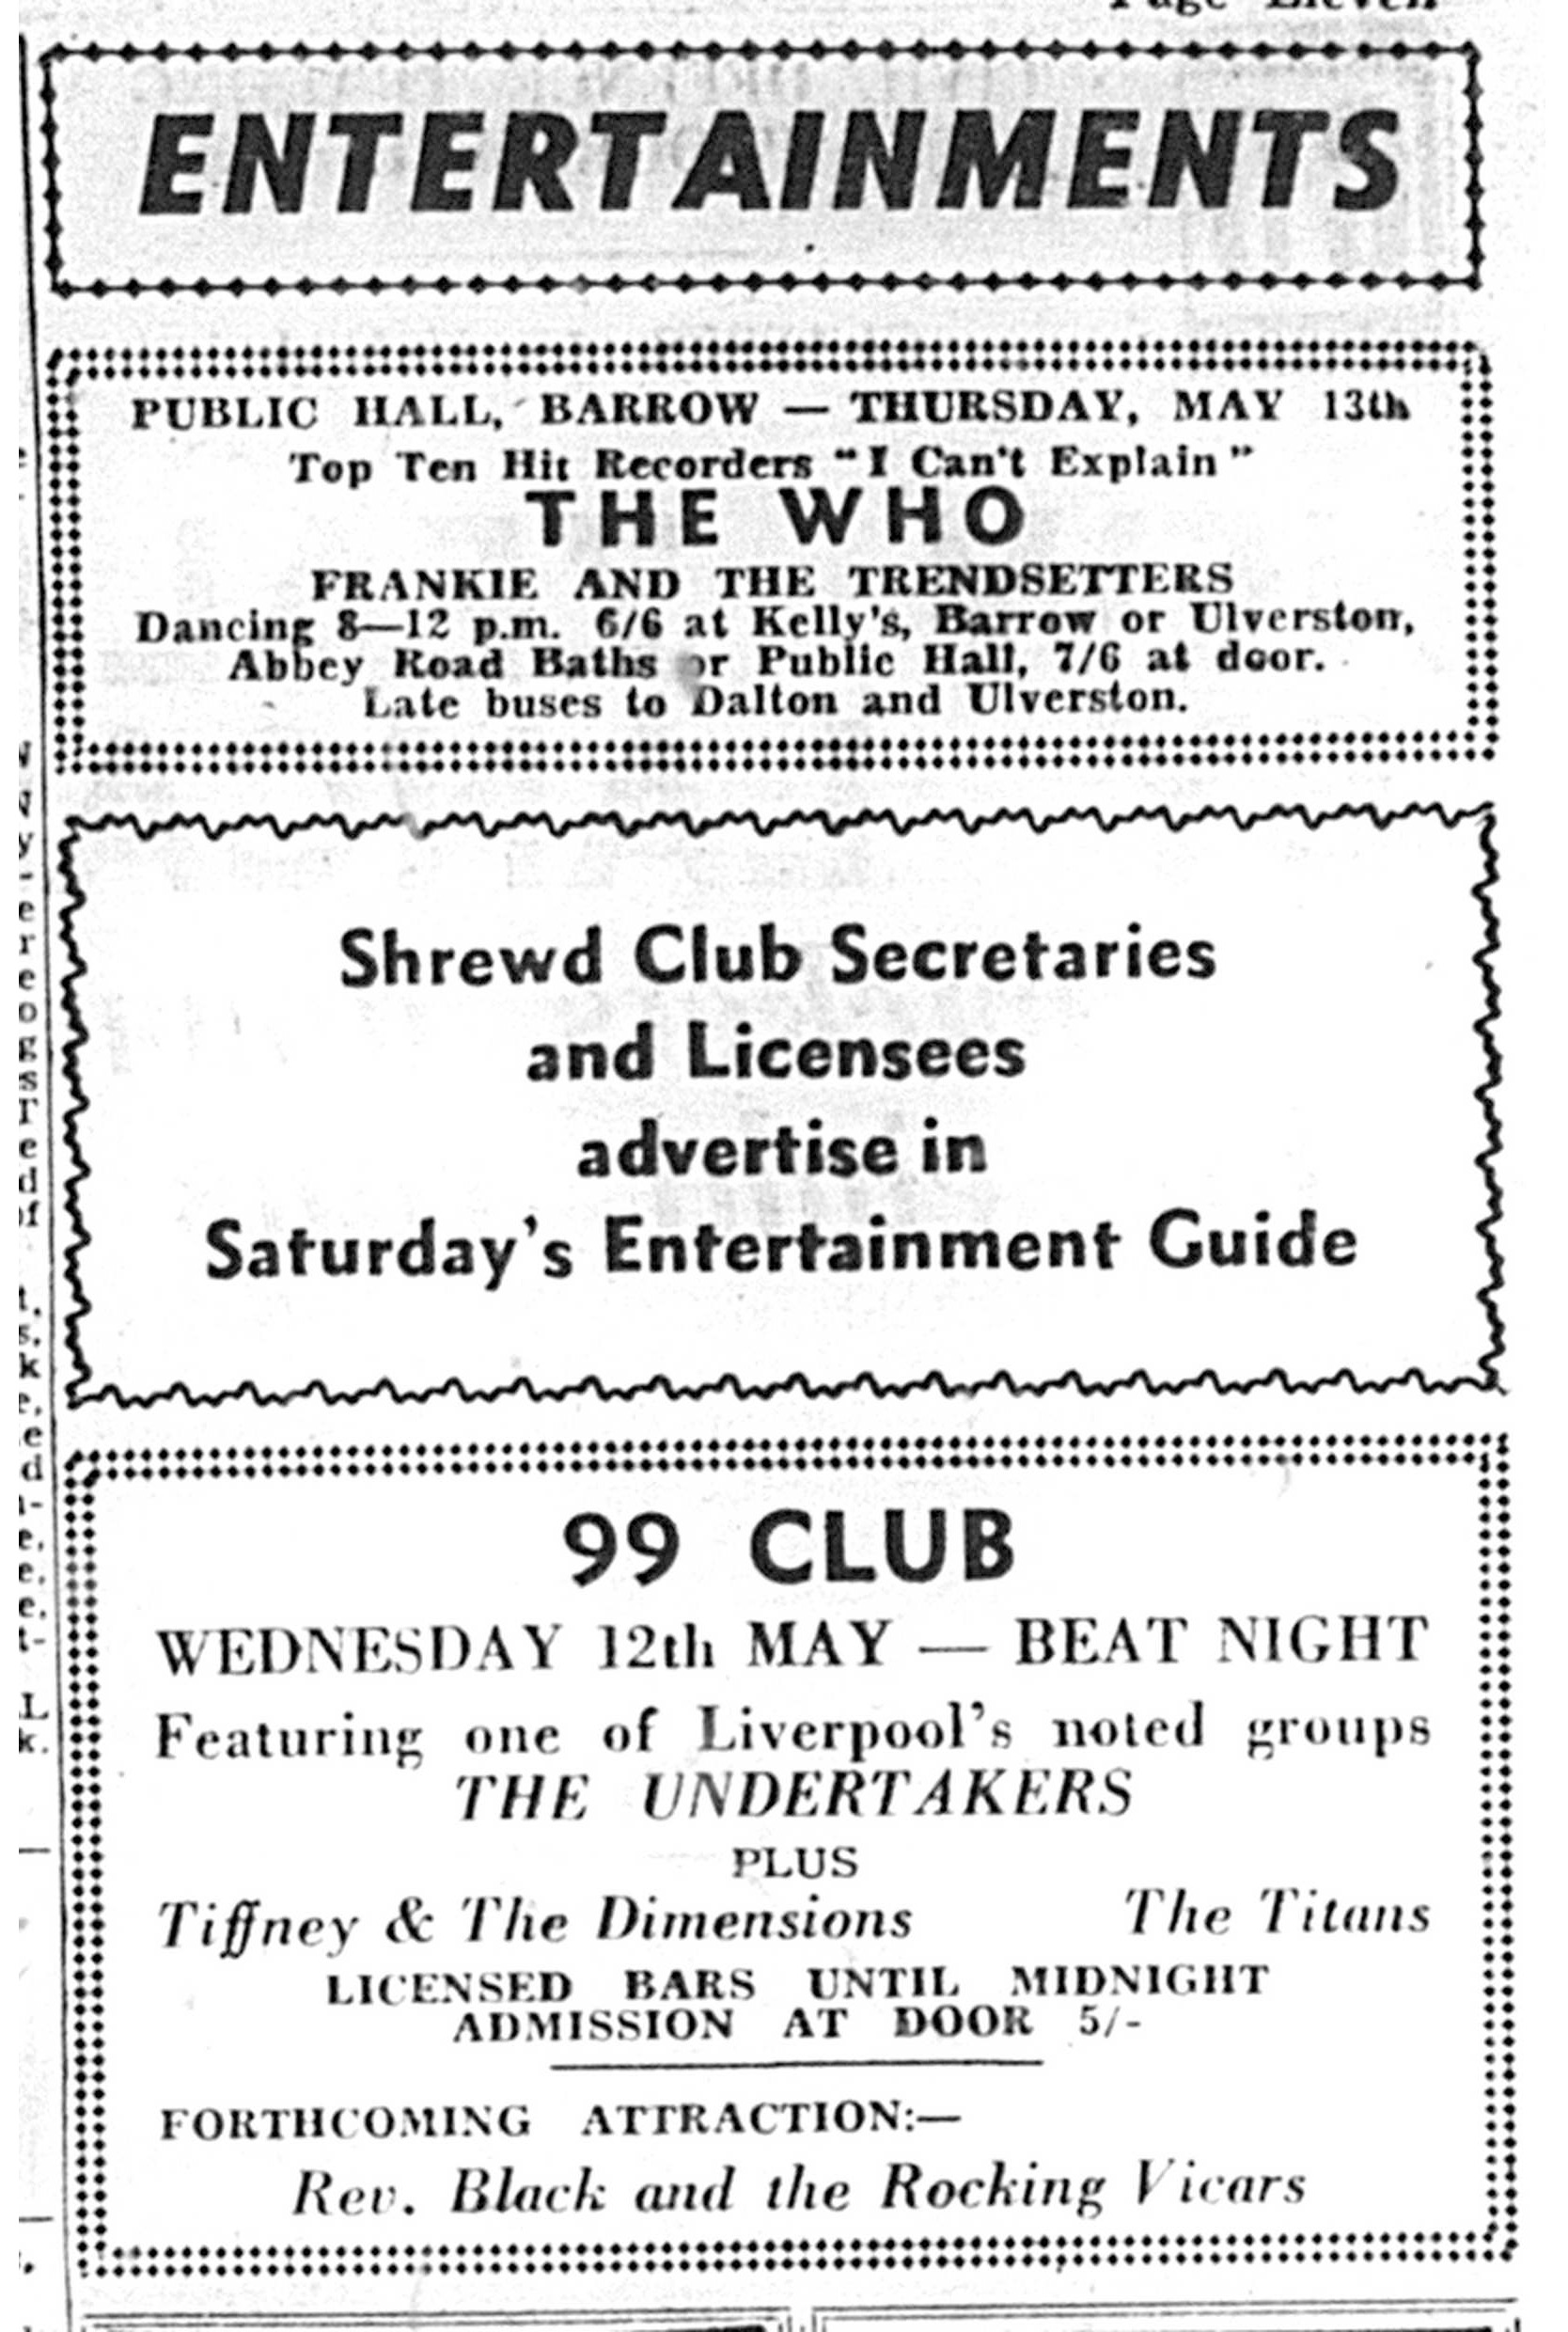 Page Eleven
ENTERTAINMENTS
PUBLIC HALL, BARROW — THURSDAY, MAY 13th
Top Ten Hit Recorders "I Can't Explain"
THE WHO
FRANKIE AND THE TRENDSETTERS
Dancing 8—12 p.m. 6/6 at Kelly's, Barrow or Ulverston,
Abbey Road Baths or Public Hall, 7/6 at door.
Late buses to Dalton and Ulverston.
Shrewd Club Secretaries
and Licensees
advertise in
Saturday's Entertainment Guide
99 CLUB
WEDNESDAY 12th MAY — BEAT NIGHT
Featuring one of Liverpool's noted groups
THE UNDERTAKERS
PLUS
Tiffney & The Dimensions The Titans
LICENSED BARS UNTIL MIDNIGHT
ADMISSION AT DOOR 5/-
FORTHCOMING ATTRACTION:—
Rev. Black and the Rocking Vicars